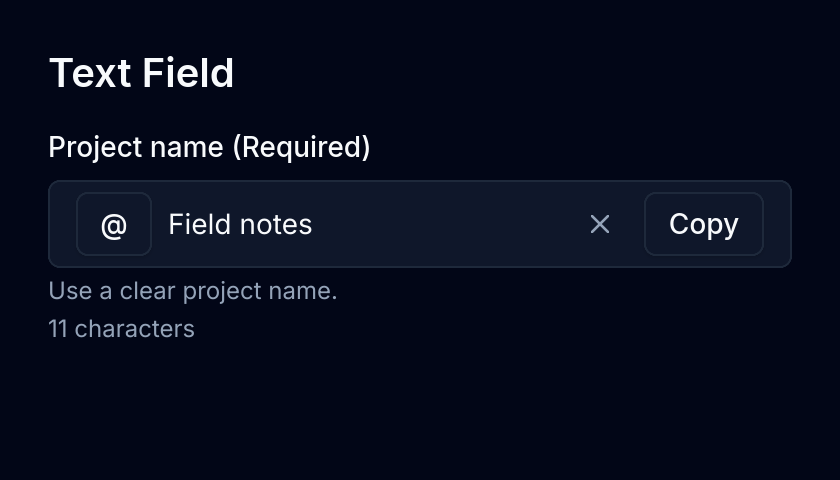 Text Field
Project name (Required)
@ Field notes Copy
Use a clear project name.
11 characters